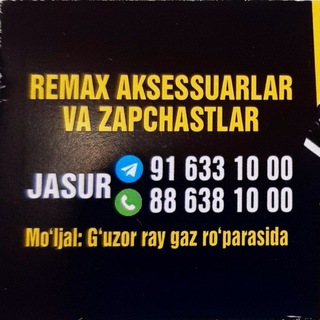 REMAX AKSESSUARLAR
VA ZAPCHASTLAR
JASUR
91 633 10 00
88 638 10 00
Mo'ljal: G'uzor ray gaz ro'parasida